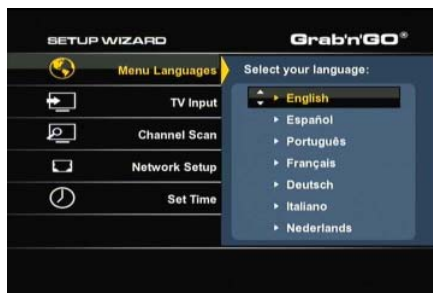 SETUP WIZARD
Grab'n'GO®
Menu Languages
TV Input
Channel Scan
Network Setup
Set Time
Select your language:
English
Español
Português
Français
Deutsch
Italiano
Nederlands